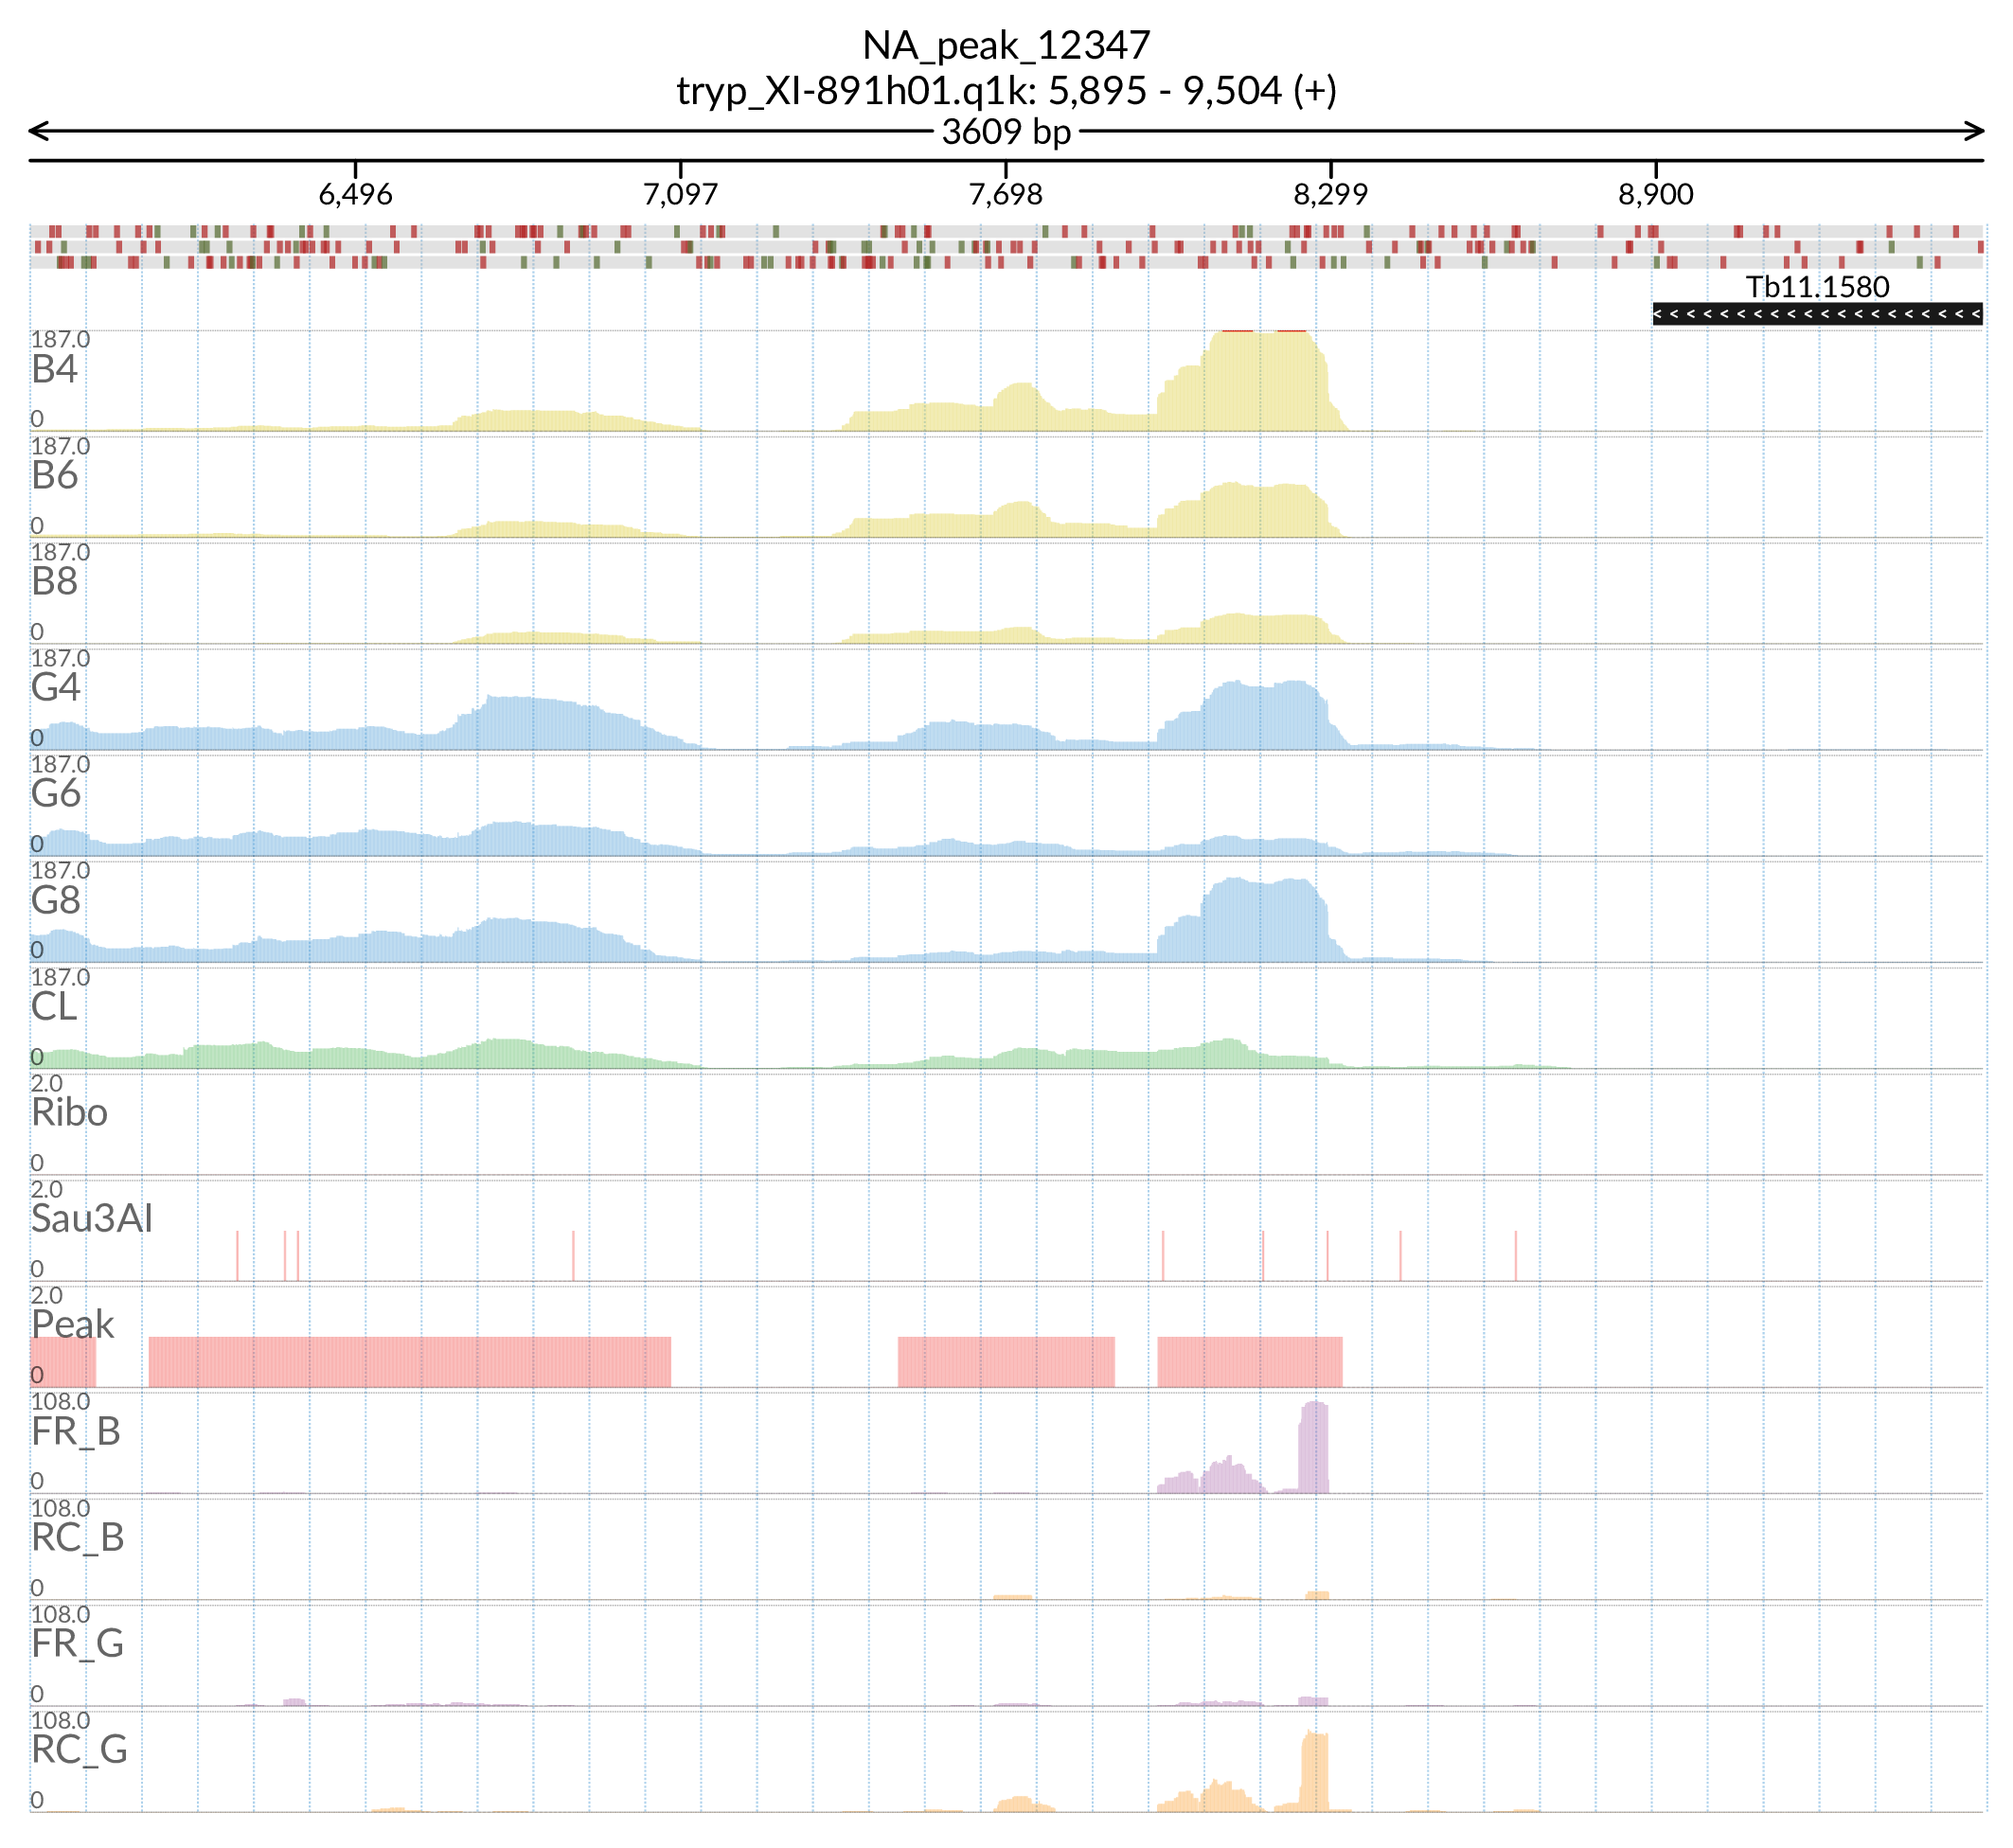 NA_peak_12347
tryp_XI-891h01.q1k: 5,895 - 9,504 (+)
3609 bp
6,496 7,097 7,698 8,299 8,900
Tb11.1580
187.0
B4
0
187.0
B6
0
187.0
B8
0
187.0
G4
0
187.0
G6
0
187.0
G8
0
187.0
CL
0
2.0
Ribo
0
2.0
Sau3AI
0
2.0
Peak
0
108.0
FR_B
0
108.0
RC_B
0
108.0
FR_G
0
108.0
RC_G
0